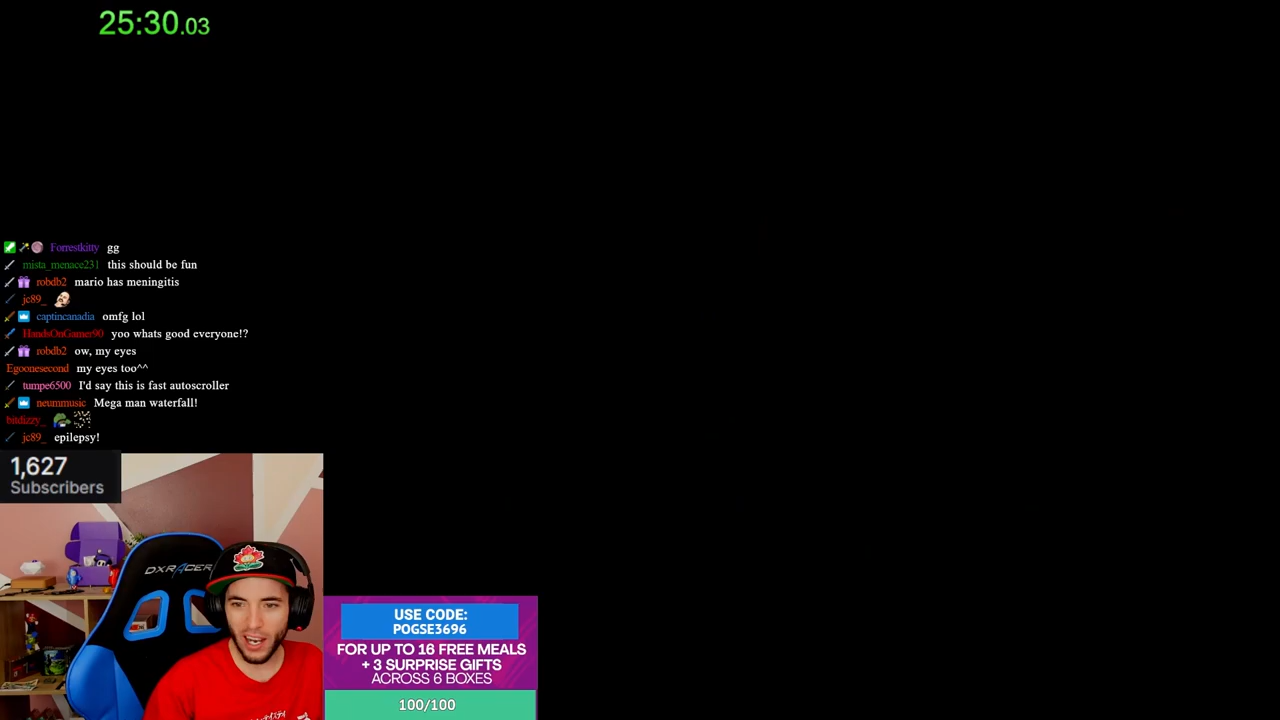 25:30.03
Forrestkitty gg
mista_menace231 this should be fun
robdb2 mario has meningitis
jc89_
captincanadia omfg lol
HandsOnGamer90 yoo whats good everyone!?
robdb2 ow, my eyes
Egoonesecond my eyes too^^
tumpe6500 I'd say this is fast autoscroller
neummusic Mega man waterfall!
bitdizzy_
jc89_ epilepsy!
1,627
Subscribers
DXRACER
USE CODE:
POGSE3696
FOR UP TO 16 FREE MEALS
+ 3 SURPRISE GIFTS
ACROSS 6 BOXES
100/100